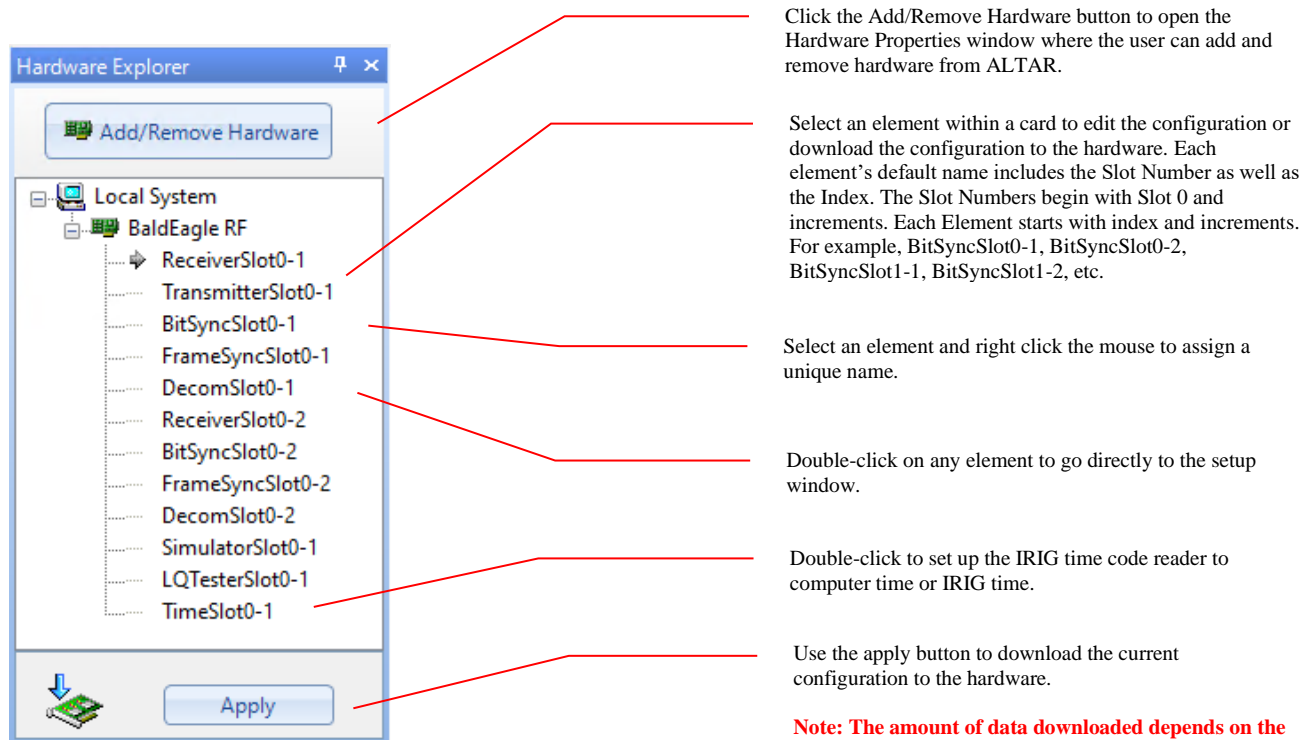 Hardware Explorer
Add/Remove Hardware
Local System
BaldEagle RF
ReceiverSlot0-1
TransmitterSlot0-1
BitSyncSlot0-1
FrameSyncSlot0-1
DecomSlot0-1
ReceiverSlot0-2
BitSyncSlot0-2
FrameSyncSlot0-2
DecomSlot0-2
SimulatorSlot0-1
LQTesterSlot0-1
TimeSlot0-1
Apply
Click the Add/Remove Hardware button to open the
Hardware Properties window where the user can add and
remove hardware from ALTAR.
Select an element within a card to edit the configuration or
download the configuration to the hardware. Each
element’s default name includes the Slot Number as well as
the Index. The Slot Numbers begin with Slot 0 and
increments. Each Element starts with index and increments.
For example, BitSyncSlot0-1, BitSyncSlot0-2,
BitSyncSlot1-1, BitSyncSlot1-2, etc.
Select an element and right click the mouse to assign a
unique name.
Double-click on any element to go directly to the setup
window.
Double-click to set up the IRIG time code reader to
computer time or IRIG time.
Use the apply button to download the current
configuration to the hardware.
Note: The amount of data downloaded depends on the